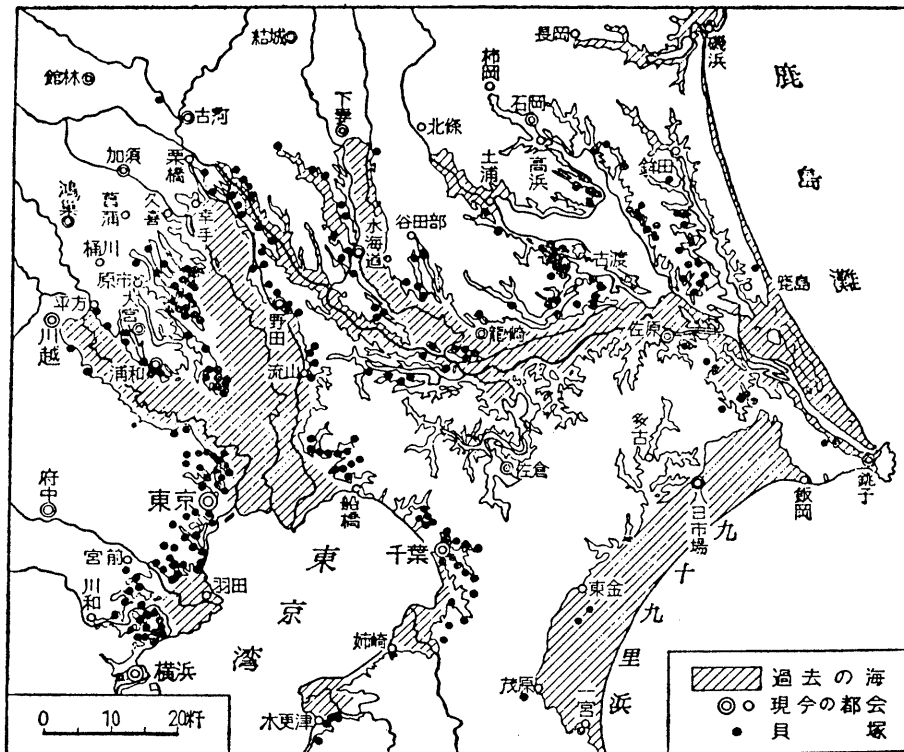 結城
長岡
磯浜
鹿島灘
館林
柿岡
石岡
古河
下妻
北條
加須
栗橋
土浦
高浜
鉾田
鴻巣
菖蒲
久喜
幸手
水海道
谷田部
桶川
原市
古渡
鹿島
平方
大宮
川越
野田
龍崎
佐原
浦和
流山
多古
佐倉
府中
東京
船橋
飯岡
銚子
八日市場
九十九里浜
千葉
東京湾
宮前
川和
羽田
東金
姉崎
横浜
茂原
一宮
木更津
0 10 20粁
過去の海
現今の都会
貝塚